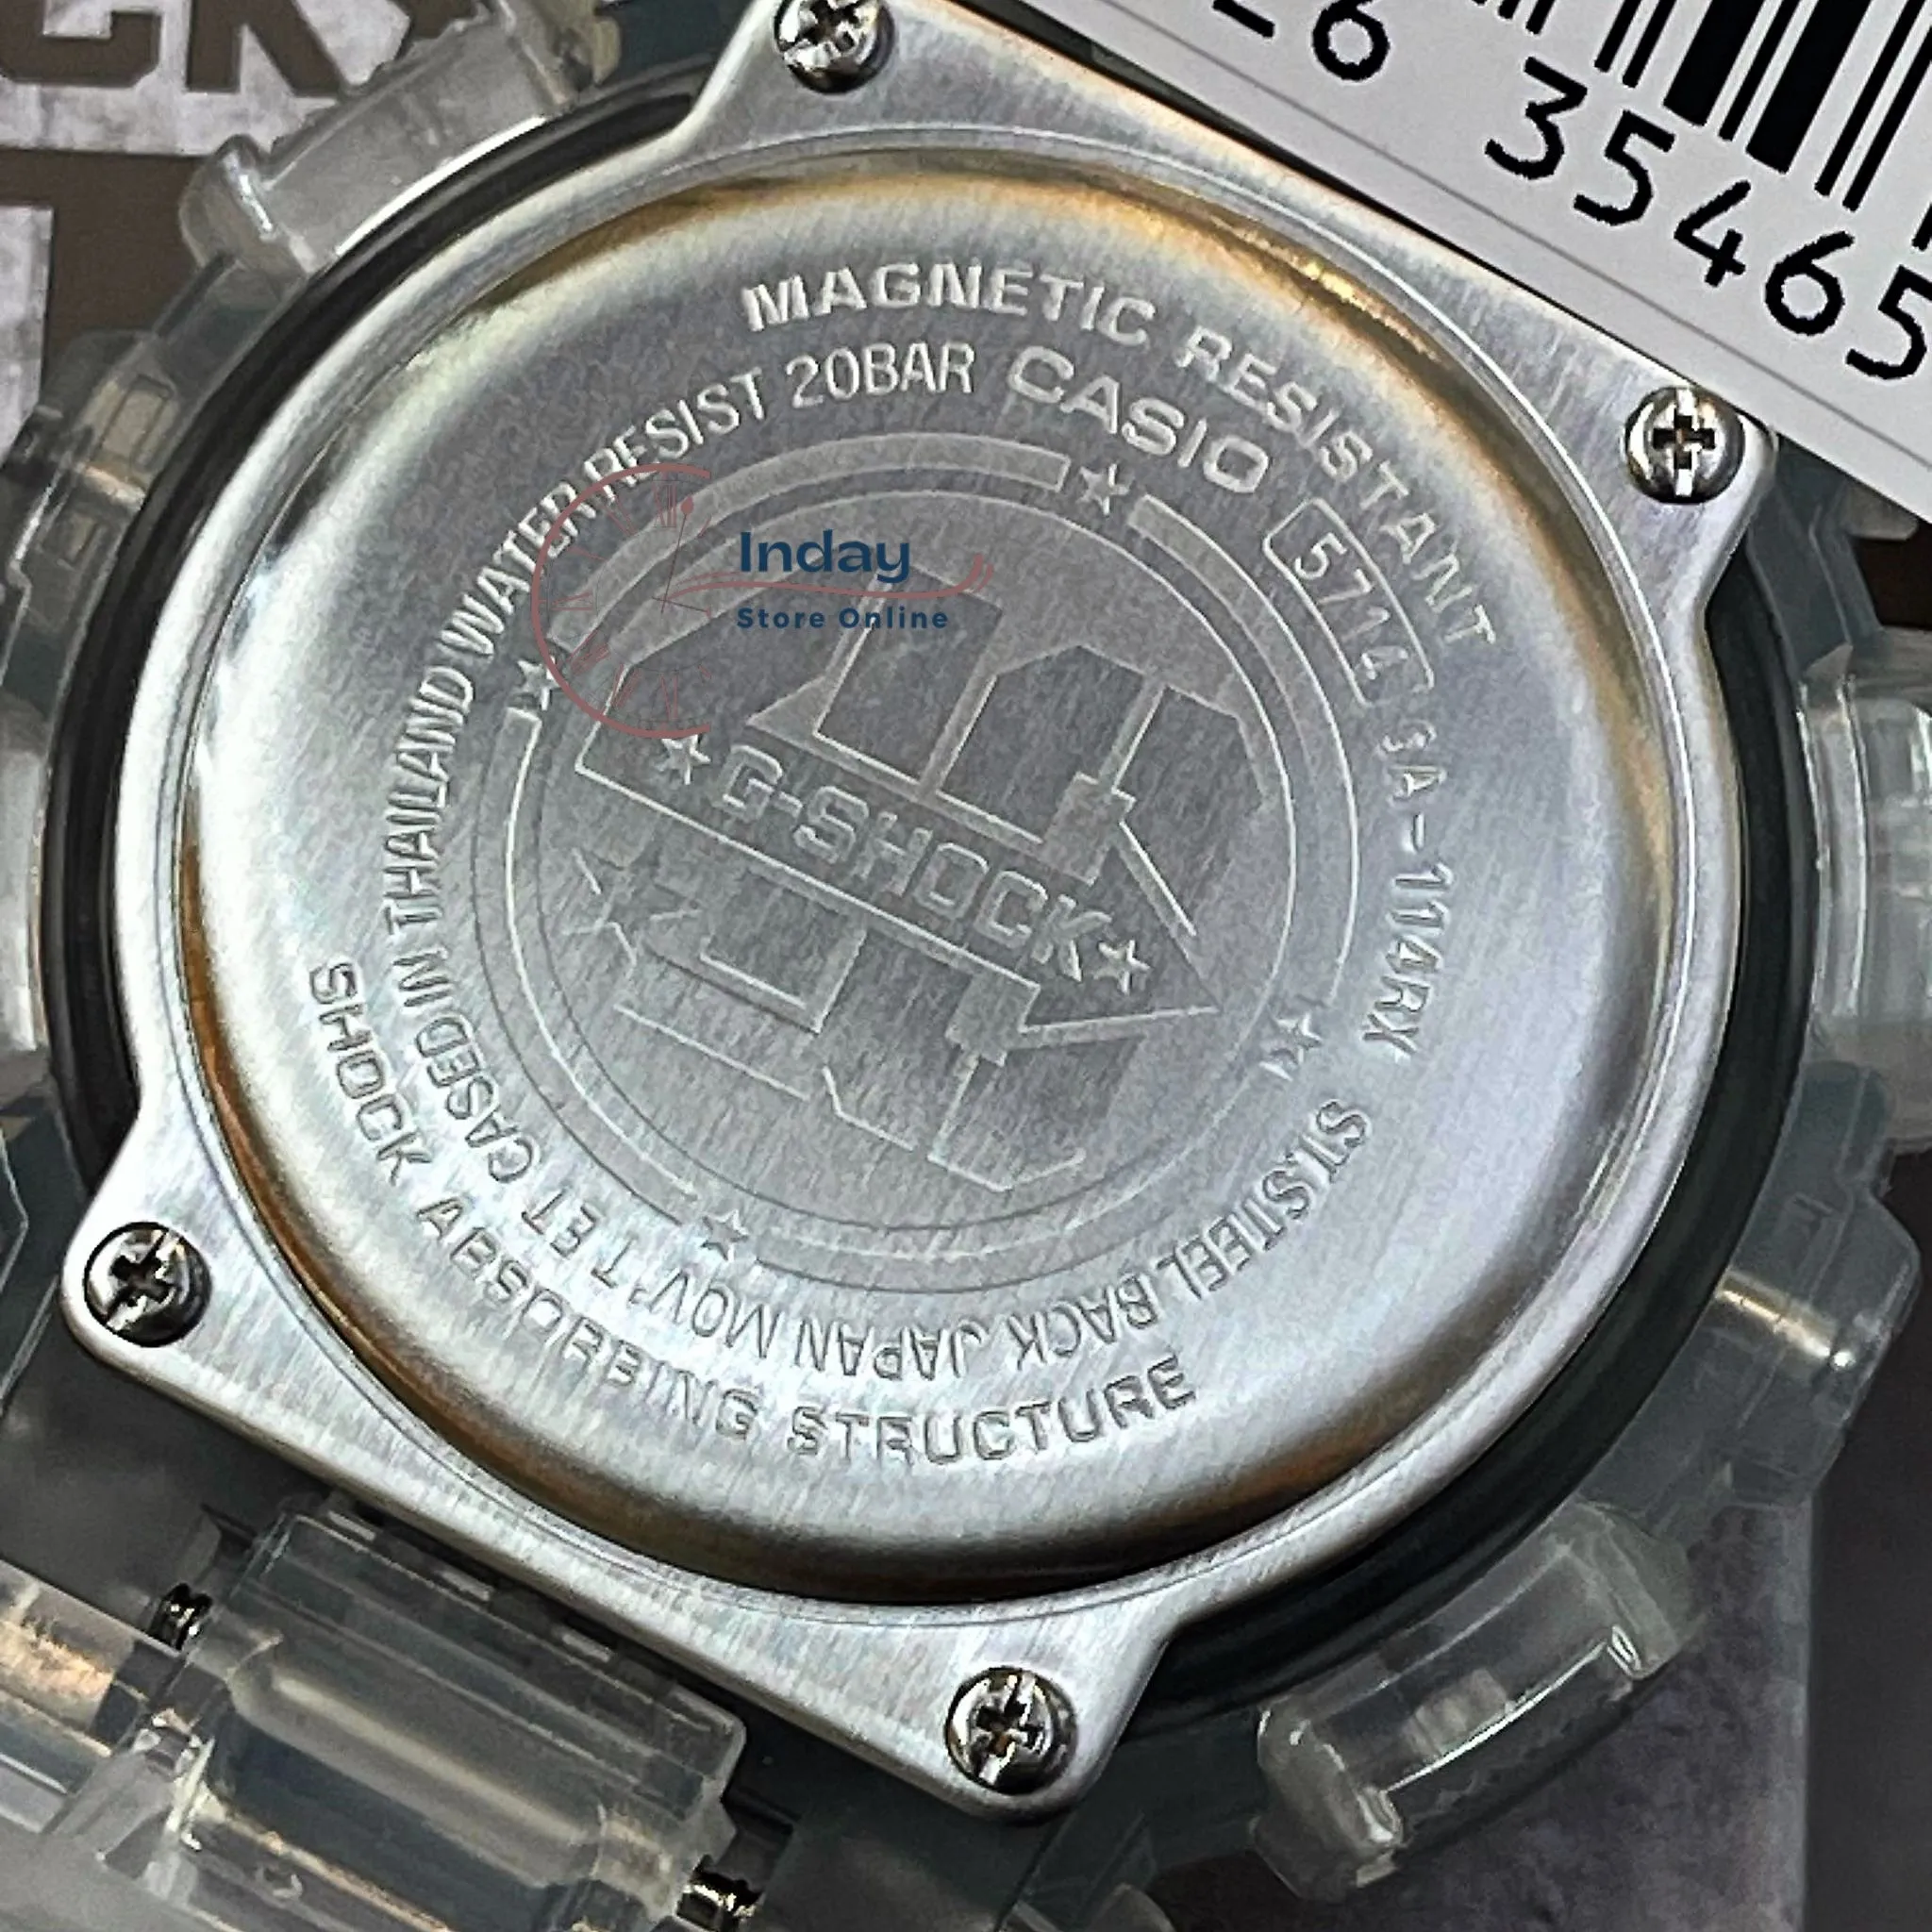 MAGNETIC RESISTANT
WATER RESIST 20BAR CASIO 5714 GA-114RX
ST.STEEL BACK JAPAN MOV'T ET CASED IN THAILAND
SHOCK ABSORBING STRUCTURE
G-SHOCK
Inday
Store Online
6 35465